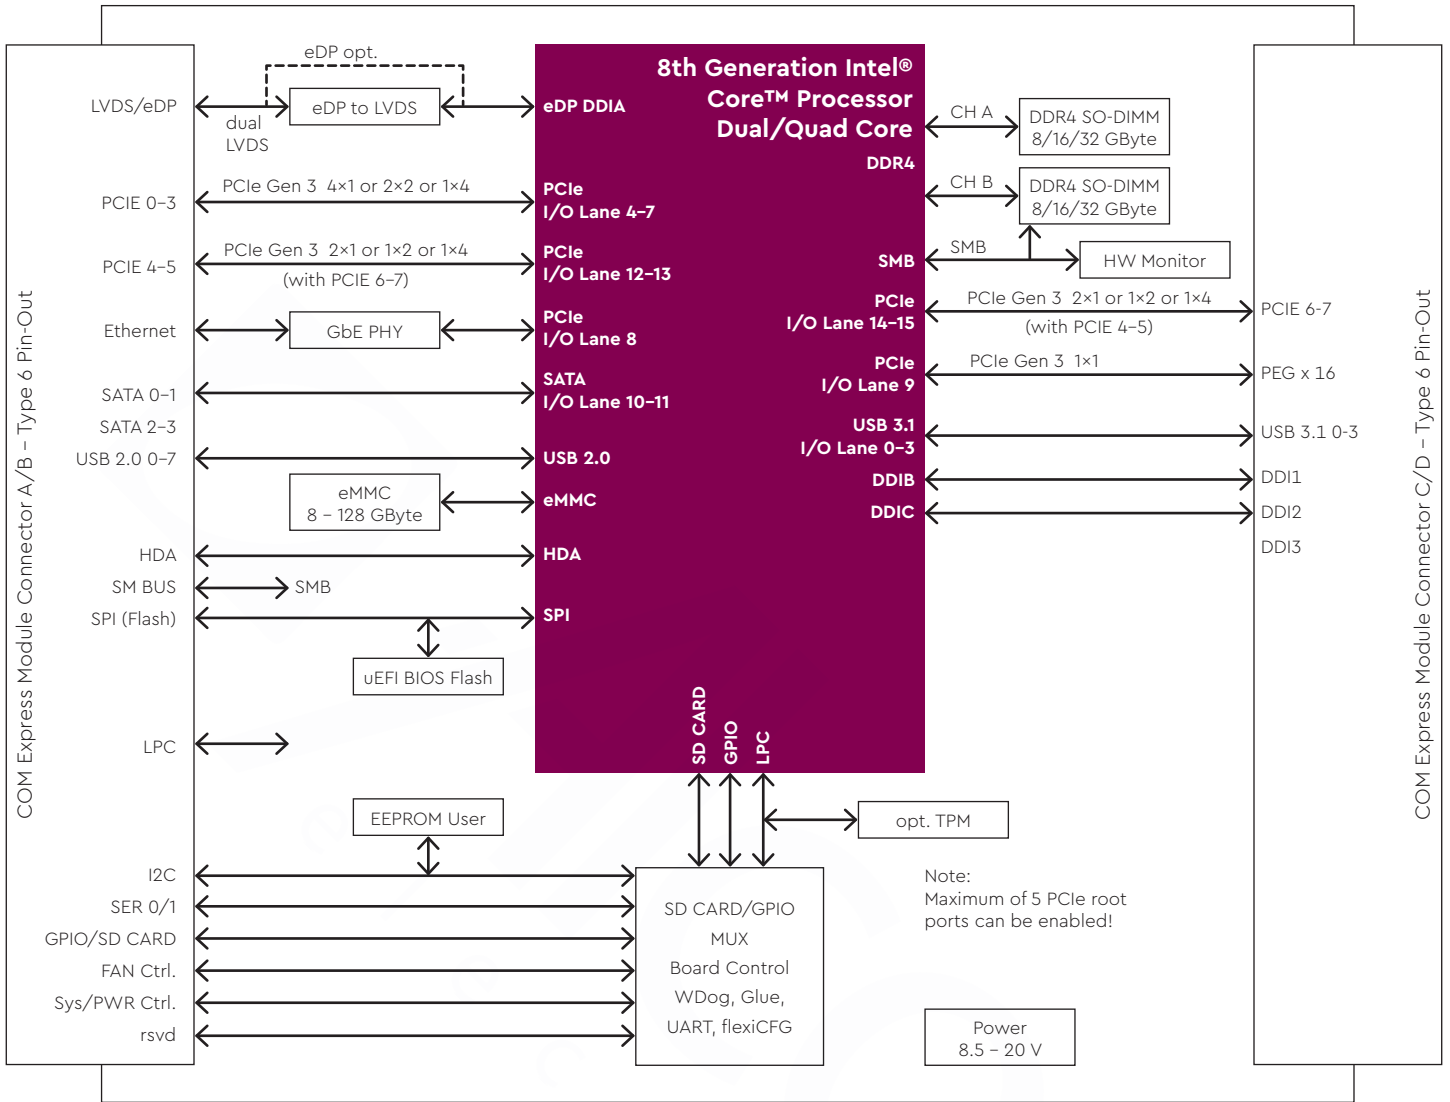 COM Express Module Connector A/B – Type 6 Pin-Out
LVDS/eDP
PCIE 0–3
PCIE 4–5
Ethernet
SATA 0–1
SATA 2–3
USB 2.0 0–7
HDA
SM BUS
SPI (Flash)
LPC
I2C
SER 0/1
GPIO/SD CARD
FAN Ctrl.
Sys/PWR Ctrl.
rsvd
eDP opt.
dual
LVDS
eDP to LVDS
PCIe Gen 3 4×1 or 2×2 or 1×4
PCIe Gen 3 2×1 or 1×2 or 1×4
(with PCIE 6–7)
GbE PHY
eMMC
8 – 128 GByte
SMB
uEFI BIOS Flash
EEPROM User
8th Generation Intel®
Core™ Processor
Dual/Quad Core
eDP DDIA
PCIe
I/O Lane 4–7
PCIe
I/O Lane 12–13
PCIe
I/O Lane 8
SATA
I/O Lane 10–11
USB 2.0
eMMC
HDA
SPI
DDR4
SMB
PCIe
I/O Lane 14–15
PCIe
I/O Lane 9
USB 3.1
I/O Lane 0–3
DDIB
DDIC
SD CARD
GPIO
LPC
CH A
DDR4 SO-DIMM
8/16/32 GByte
CH B
DDR4 SO-DIMM
8/16/32 GByte
SMB
HW Monitor
PCIe Gen 3 2×1 or 1×2 or 1×4
(with PCIE 4–5)
PCIe Gen 3 1×1
opt. TPM
SD CARD/GPIO
MUX
Board Control
WDog, Glue,
UART, flexiCFG
Note:
Maximum of 5 PCIe root
ports can be enabled!
Power
8.5 – 20 V
PCIE 6-7
PEG x 16
USB 3.1 0-3
DDI1
DDI2
DDI3
COM Express Module Connector C/D – Type 6 Pin-Out